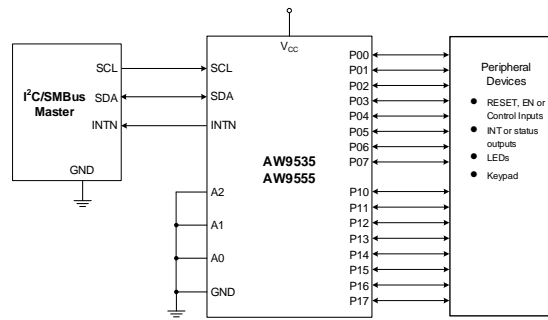 V_CC
SCL
I²C/SMBus
SDA
Master
INTN
GND
SCL
SDA
INTN
AW9535
AW9555
A2
A1
A0
GND
P00
P01
P02
P03
P04
P05
P06
P07
P10
P11
P12
P13
P14
P15
P16
P17
Peripheral
Devices
● RESET, EN or
Control Inputs
● INT or status
outputs
● LEDs
● Keypad